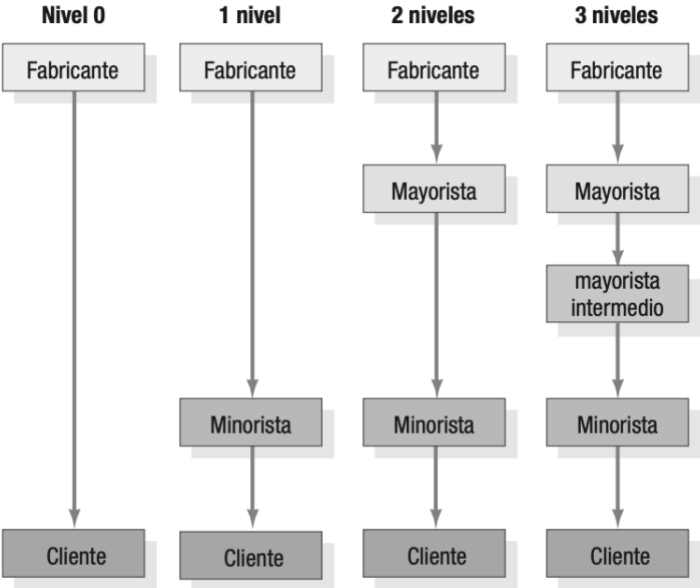 Nivel 0
1 nivel
2 niveles
3 niveles
Fabricante
Fabricante
Fabricante
Fabricante
Mayorista
Mayorista
mayorista
intermedio
Minorista
Minorista
Minorista
Cliente
Cliente
Cliente
Cliente